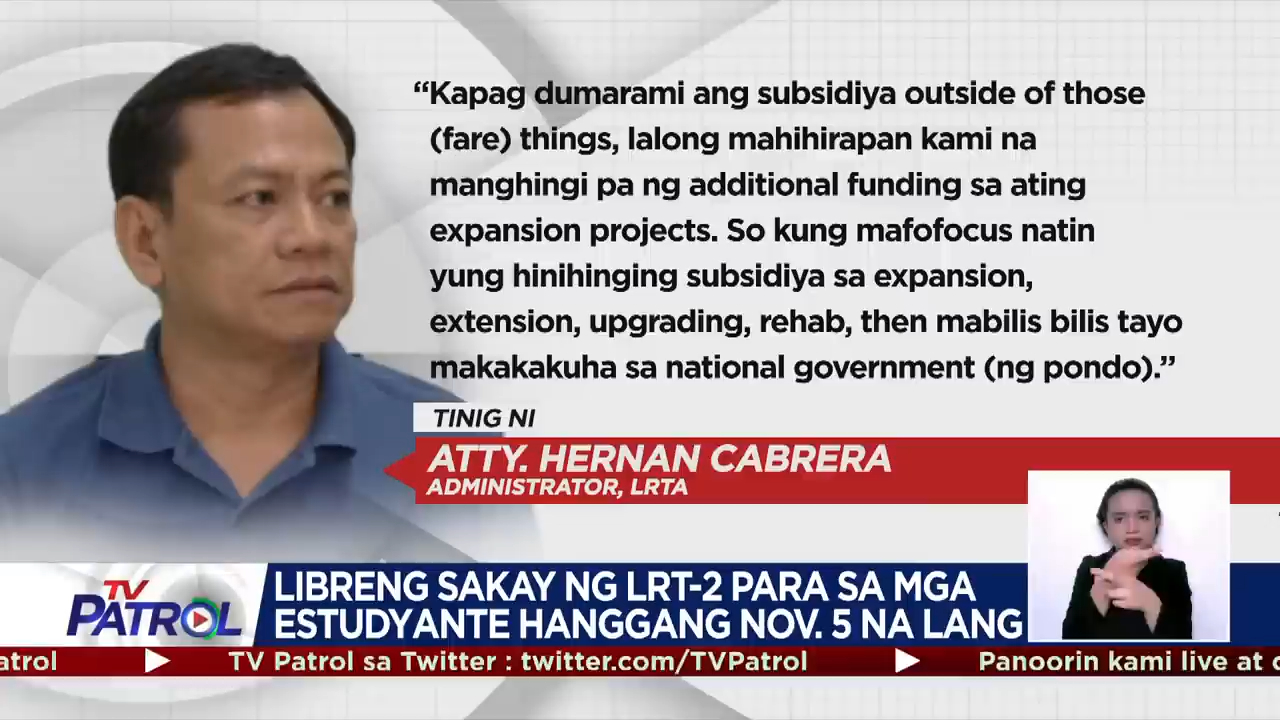 “Kapag dumarami ang subsidiya outside of those
(fare) things, lalong mahihirapan kami na
manghingi pa ng additional funding sa ating
expansion projects. So kung mafofocus natin
yung hinihinging subsidiya sa expansion,
extension, upgrading, rehab, then mabilis bilis tayo
makakakuha sa national government (ng pondo).”
TINIG NI
ATTY. HERNAN CABRERA
ADMINISTRATOR, LRTA
TV PATROL
LIBRENG SAKAY NG LRT-2 PARA SA MGA
ESTUDYANTE HANGGANG NOV. 5 NA LANG
atrol TV Patrol sa Twitter : twitter.com/TVPatrol Panoorin kami live at